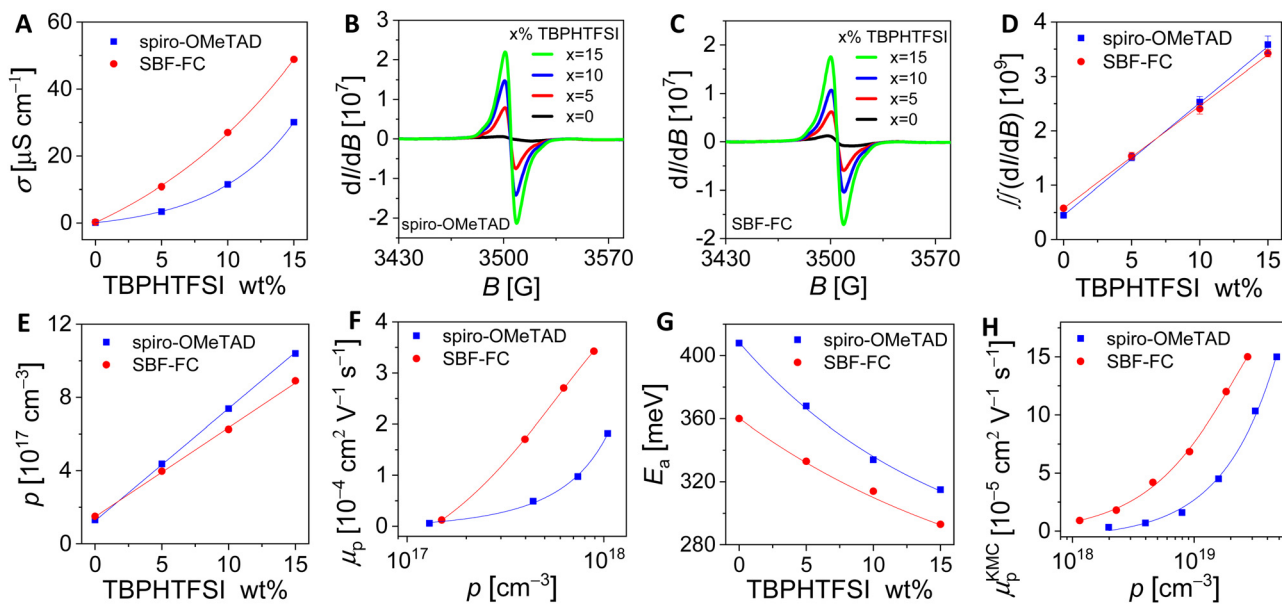 A
σ [μS cm⁻¹]
60
40
20
0
spiro-OMeTAD
SBF-FC
0 5 10 15
TBPHTFSI wt%
B
dI/dB [10⁷]
3
2
1
0
-1
-2
x% TBPHTFSI
x=15
x=10
x=5
x=0
spiro-OMeTAD
3430 3500 3570
B [G]
C
dI/dB [10⁷]
2
1
0
-1
-2
x% TBPHTFSI
x=15
x=10
x=5
x=0
SBF-FC
3430 3500 3570
B [G]
D
∬(dI/dB) [10⁹]
4
3
2
1
0
spiro-OMeTAD
SBF-FC
0 5 10 15
TBPHTFSI wt%
E
p [10¹⁷ cm⁻³]
12
8
4
0
spiro-OMeTAD
SBF-FC
0 5 10 15
TBPHTFSI wt%
F
μp [10⁻⁴ cm² V⁻¹ s⁻¹]
4
3
2
1
0
spiro-OMeTAD
SBF-FC
10¹⁷ 10¹⁸
p [cm⁻³]
G
Ea [meV]
400
360
320
280
spiro-OMeTAD
SBF-FC
0 5 10 15
TBPHTFSI wt%
H
μp^KMC [10⁻⁵ cm² V⁻¹ s⁻¹]
15
10
5
0
spiro-OMeTAD
SBF-FC
10¹⁸ 10¹⁹
p [cm⁻³]